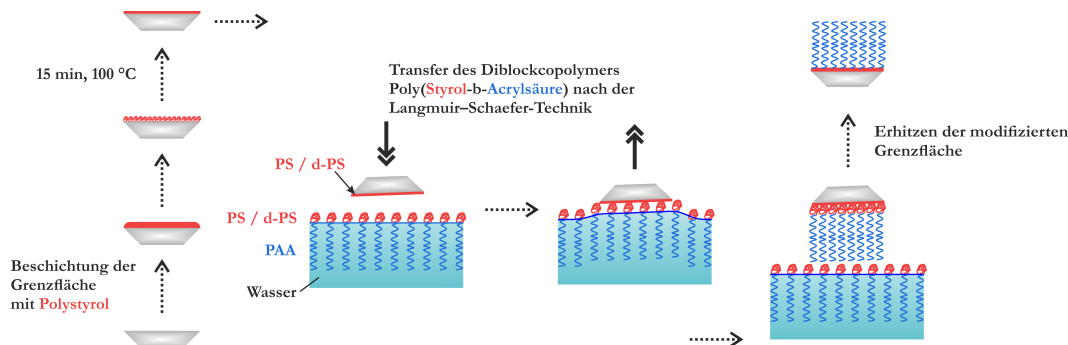 15 min, 100 °C
Beschichtung der
Grenzfläche
mit Polystyrol
Transfer des Diblockcopolymers
Poly(Styrol-b-Acrylsäure) nach der
Langmuir–Schaefer-Technik
PS / d-PS
PS / d-PS
PAA
Wasser
Erhitzen der modifizierten
Grenzfläche